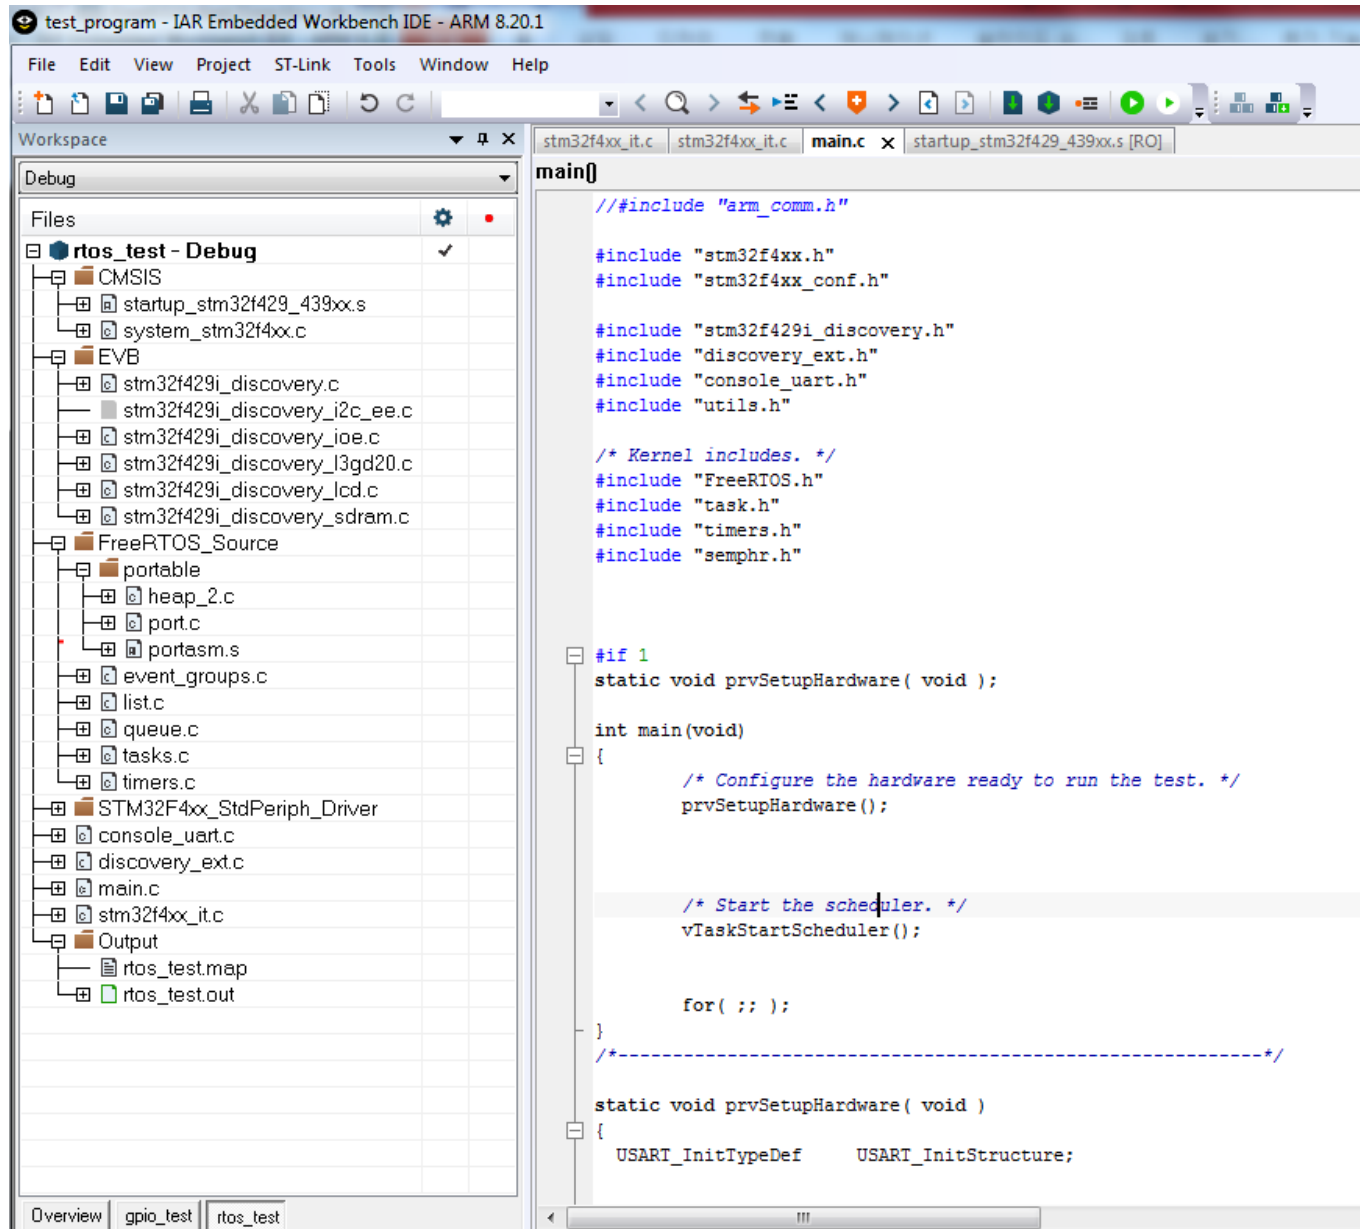 test_program - IAR Embedded Workbench IDE - ARM 8.20.1
File Edit View Project ST-Link Tools Window Help
Workspace
Debug
Files
rtos_test - Debug
CMSIS
startup_stm32f429_439xx.s
system_stm32f4xx.c
EVB
stm32f429i_discovery.c
stm32f429i_discovery_i2c_ee.c
stm32f429i_discovery_ioe.c
stm32f429i_discovery_l3gd20.c
stm32f429i_discovery_lcd.c
stm32f429i_discovery_sdram.c
FreeRTOS_Source
portable
heap_2.c
port.c
portasm.s
event_groups.c
list.c
queue.c
tasks.c
timers.c
STM32F4xx_StdPeriph_Driver
console_uart.c
discovery_ext.c
main.c
stm32f4xx_it.c
Output
rtos_test.map
rtos_test.out
Overview gpio_test rtos_test
stm32f4xx_it.c stm32f4xx_it.c main.c startup_stm32f429_439xx.s [RO]
main()
//#include "arm_comm.h"
#include "stm32f4xx.h"
#include "stm32f4xx_conf.h"
#include "stm32f429i_discovery.h"
#include "discovery_ext.h"
#include "console_uart.h"
#include "utils.h"
/* Kernel includes. */
#include "FreeRTOS.h"
#include "task.h"
#include "timers.h"
#include "semphr.h"
#if 1
static void prvSetupHardware( void );
int main(void)
{
/* Configure the hardware ready to run the test. */
prvSetupHardware();
/* Start the scheduler. */
vTaskStartScheduler();
for( ;; );
}
/*-----------------------------------------------------------*/
static void prvSetupHardware( void )
{
USART_InitTypeDef USART_InitStructure;